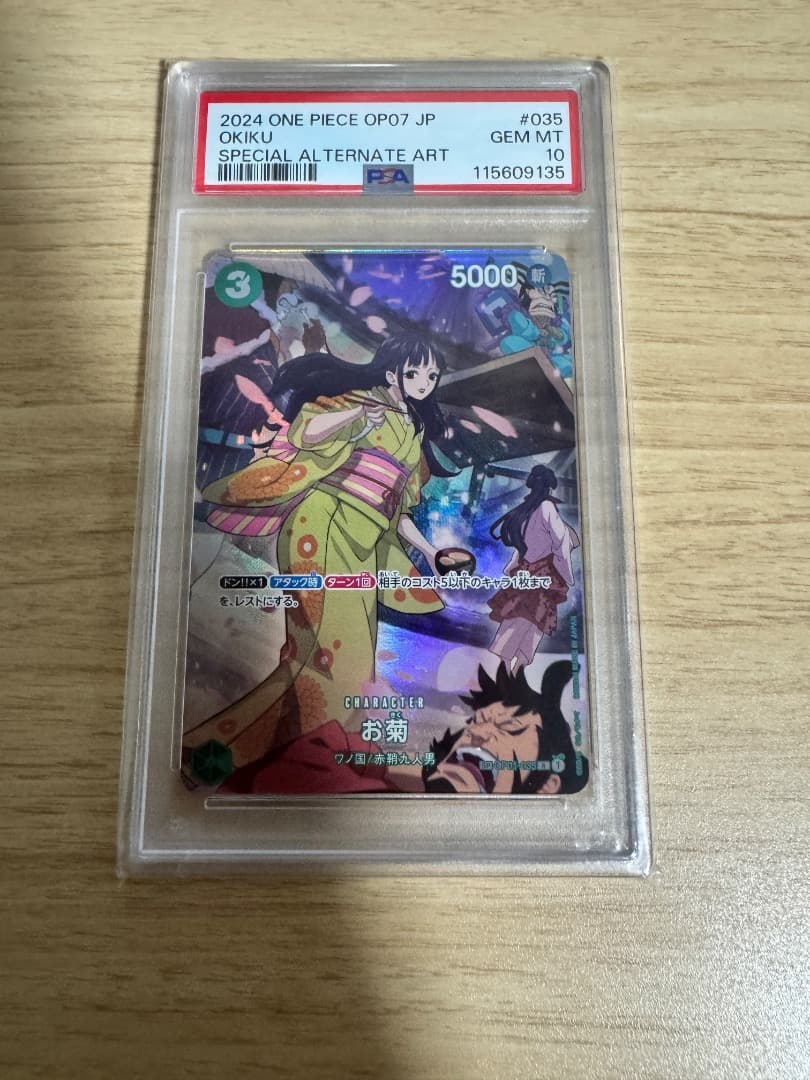 2024 ONE PIECE OP07 JP #035
OKIKU GEM MT
SPECIAL ALTERNATE ART 10
PSA 115609135
3
5000 斬
ドン!!×1 アタック時 ターン1回 相手のコスト5以下のキャラ1枚まで
を、レストにする。
CHARACTER
お菊
ワノ国/赤鞘九人男
R 1